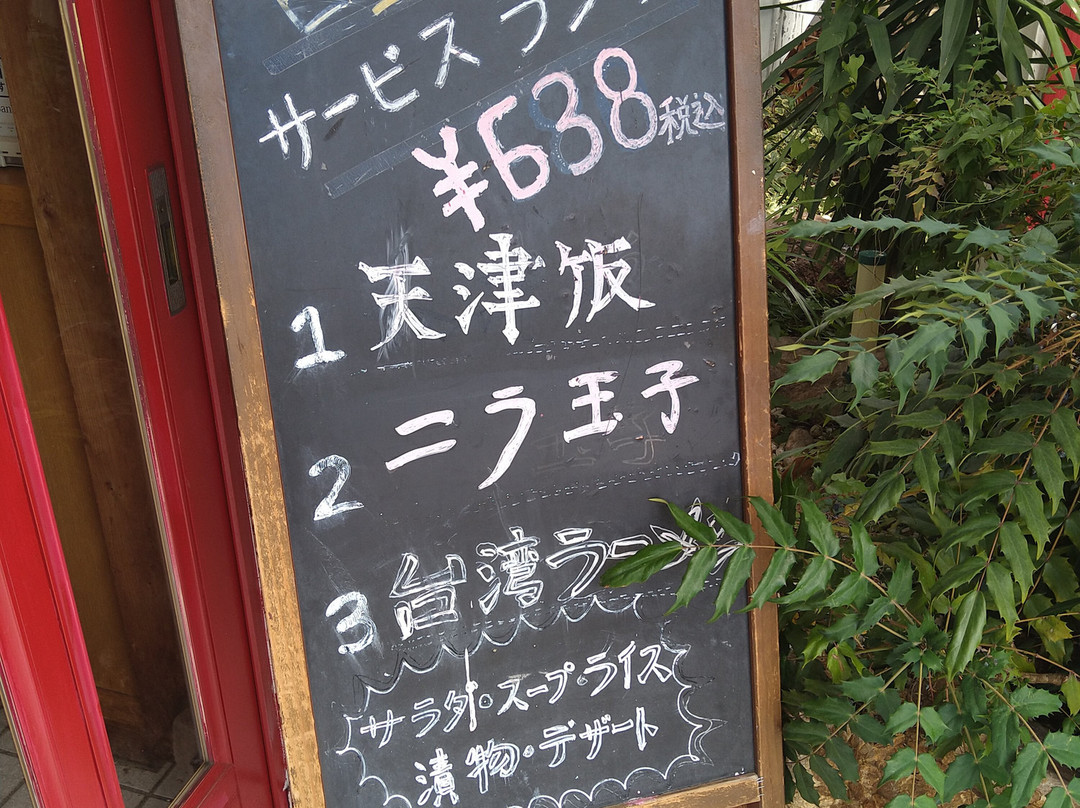 サービスラン
¥638税込
1 天津飯
2 ニラ玉子
3 台湾ラーメン
サラダ・スープ・ライス
漬物・デザート